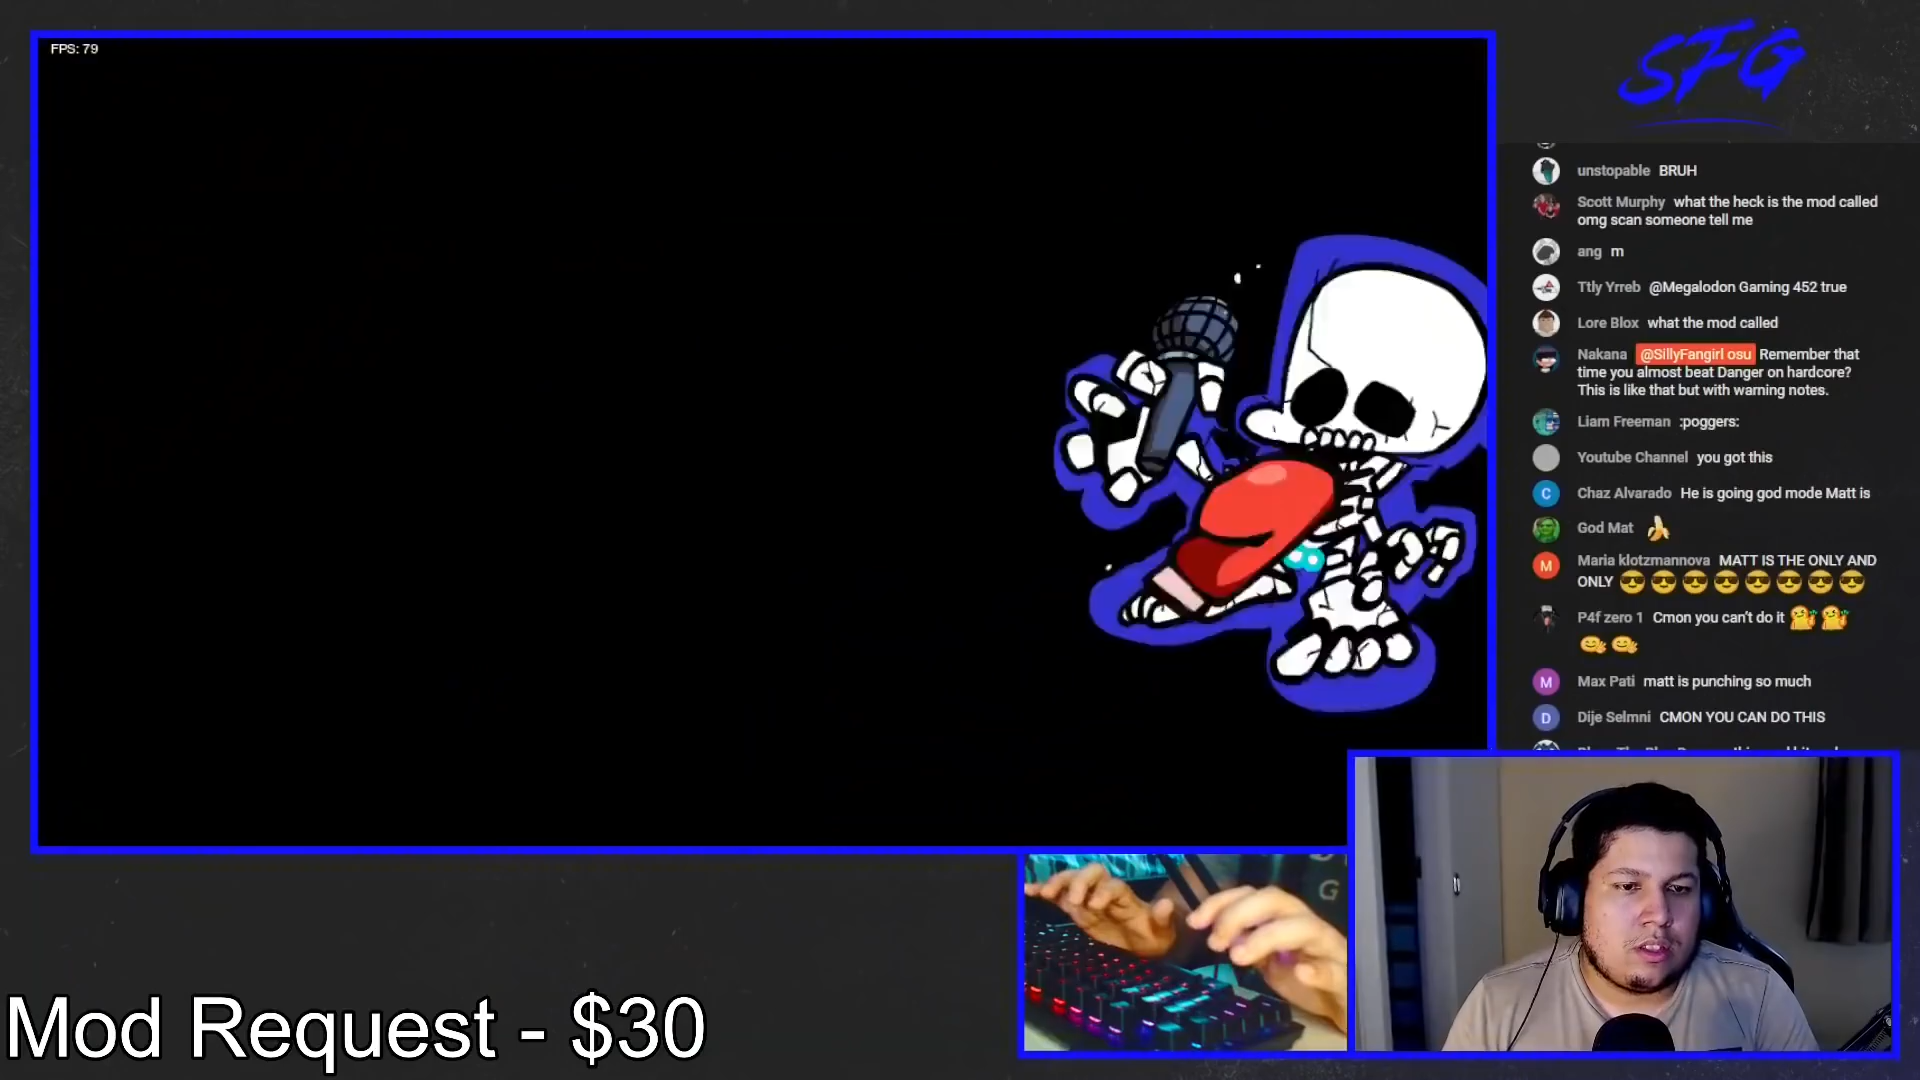 FPS: 79
SFG
unstopable BRUH
Scott Murphy what the heck is the mod called
omg scan someone tell me
ang m
Ttly Yrreb @Megalodon Gaming 452 true
Lore Blox what the mod called
Nakana @SillyFangirl osu Remember that
time you almost beat Danger on hardcore?
This is like that but with warning notes.
Liam Freeman :poggers:
Youtube Channel you got this
C Chaz Alvarado He is going god mode Matt is
God Mat
M Maria klotzmannova MATT IS THE ONLY AND
ONLY
P4f zero 1 Cmon you can't do it
M Max Pati matt is punching so much
D Dije Selmni CMON YOU CAN DO THIS
G
Mod Request - $30